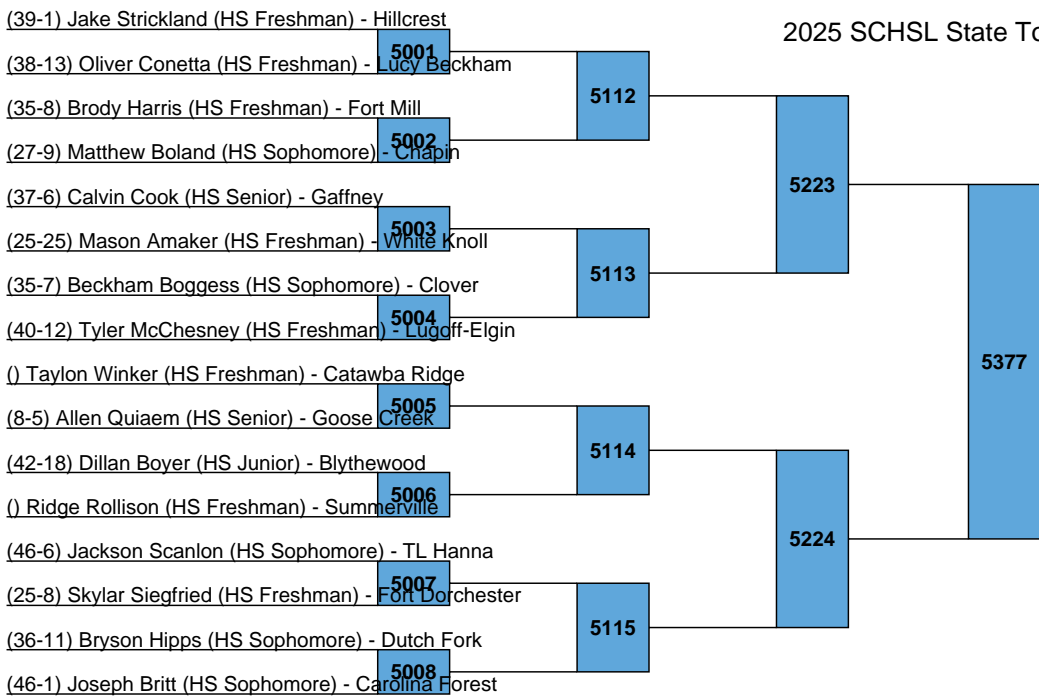 (39-1) Jake Strickland (HS Freshman) - Hillcrest
2025 SCHSL State To
5001
(38-13) Oliver Conetta (HS Freshman) - Lucy Beckham
5112
(35-8) Brody Harris (HS Freshman) - Fort Mill
5002
(27-9) Matthew Boland (HS Sophomore) - Chapin
5223
(37-6) Calvin Cook (HS Senior) - Gaffney
5003
(25-25) Mason Amaker (HS Freshman) - White Knoll
5113
(35-7) Beckham Boggess (HS Sophomore) - Clover
5004
(40-12) Tyler McChesney (HS Freshman) - Lugoff-Elgin
5377
() Taylon Winker (HS Freshman) - Catawba Ridge
5005
(8-5) Allen Quiaem (HS Senior) - Goose Creek
5114
(42-18) Dillan Boyer (HS Junior) - Blythewood
5006
() Ridge Rollison (HS Freshman) - Summerville
5224
(46-6) Jackson Scanlon (HS Sophomore) - TL Hanna
5007
(25-8) Skylar Siegfried (HS Freshman) - Fort Dorchester
5115
(36-11) Bryson Hipps (HS Sophomore) - Dutch Fork
5008
(46-1) Joseph Britt (HS Sophomore) - Carolina Forest